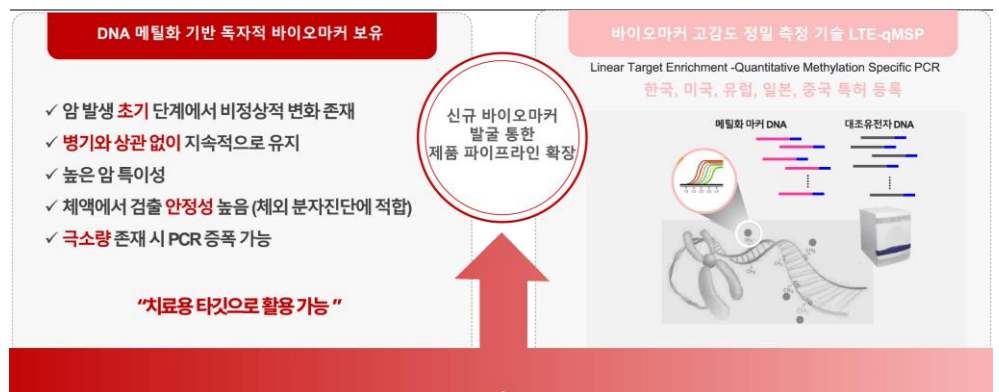 DNA 메틸화 기반 독자적 바이오마커 보유
✓ 암 발생 초기 단계에서 비정상적 변화 존재
✓ 병기와 상관 없이 지속적으로 유지
✓ 높은 암 특이성
✓ 체액에서 검출 안정성 높음 (체외 분자진단에 적합)
✓ 극소량 존재 시 PCR 증폭 가능
“치료용 타깃으로 활용 가능 ”
신규 바이오마커
발굴 통한
제품 파이프라인 확장
바이오마커 고감도 정밀 측정 기술 LTE-qMSP
Linear Target Enrichment -Quantitative Methylation Specific PCR
한국, 미국, 유럽, 일본, 중국 특허 등록
메틸화 마커 DNA
대조유전자 DNA